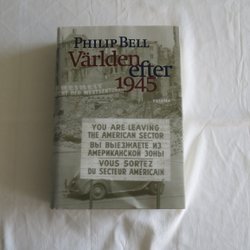 PHILIP BELL
Världen
efter
1945
YOU ARE LEAVING
THE AMERICAN SECTOR
ВЫ ВЫЕЗЖАЕТЕ ИЗ
АМЕРИКАНСКОЙ ЗОНЫ
VOUS SORTEZ
DU SECTEUR AMÉRICAIN